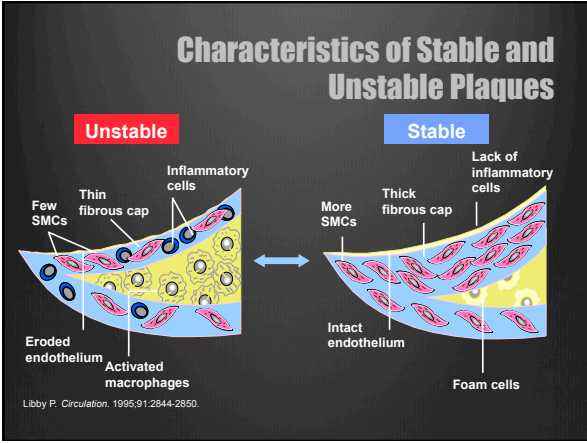 Characteristics of Stable and
Unstable Plaques
Unstable
Stable
Few
SMCs
Thin
fibrous cap
Inflammatory
cells
Eroded
endothelium
Activated
macrophages
More
SMCs
Thick
fibrous cap
Lack of
inflammatory
cells
Intact
endothelium
Foam cells
Libby P. Circulation. 1995;91:2844-2850.